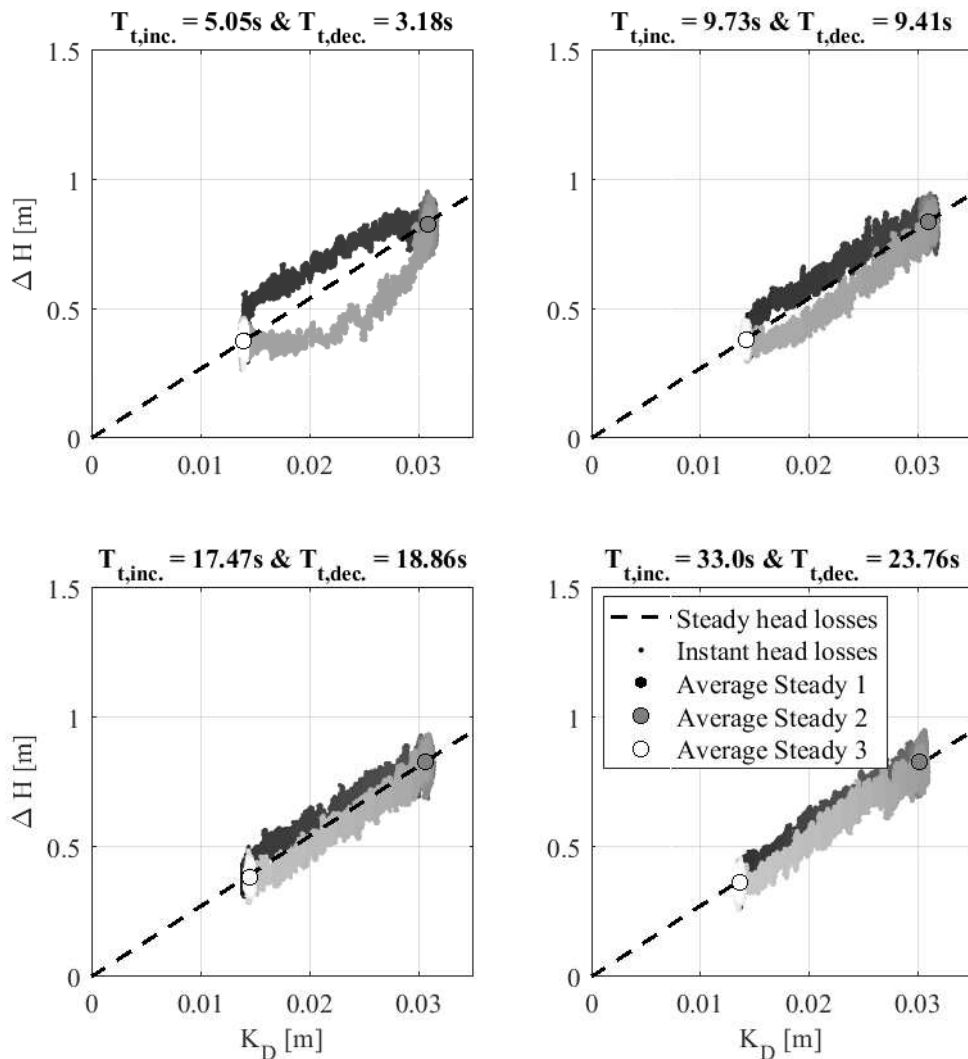 T_t,inc. = 5.05s & T_t,dec. = 3.18s
1.5
1
0.5
0
Δ H [m]
0
0.01
0.02
0.03
T_t,inc. = 9.73s & T_t,dec. = 9.41s
1.5
1
0.5
0
0
0.01
0.02
0.03
T_t,inc. = 17.47s & T_t,dec. = 18.86s
1.5
1
0.5
0
Δ H [m]
0
0.01
0.02
0.03
K_D [m]
T_t,inc. = 33.0s & T_t,dec. = 23.76s
1.5
1
0.5
0
Steady head losses
Instant head losses
Average Steady 1
Average Steady 2
Average Steady 3
0
0.01
0.02
0.03
K_D [m]